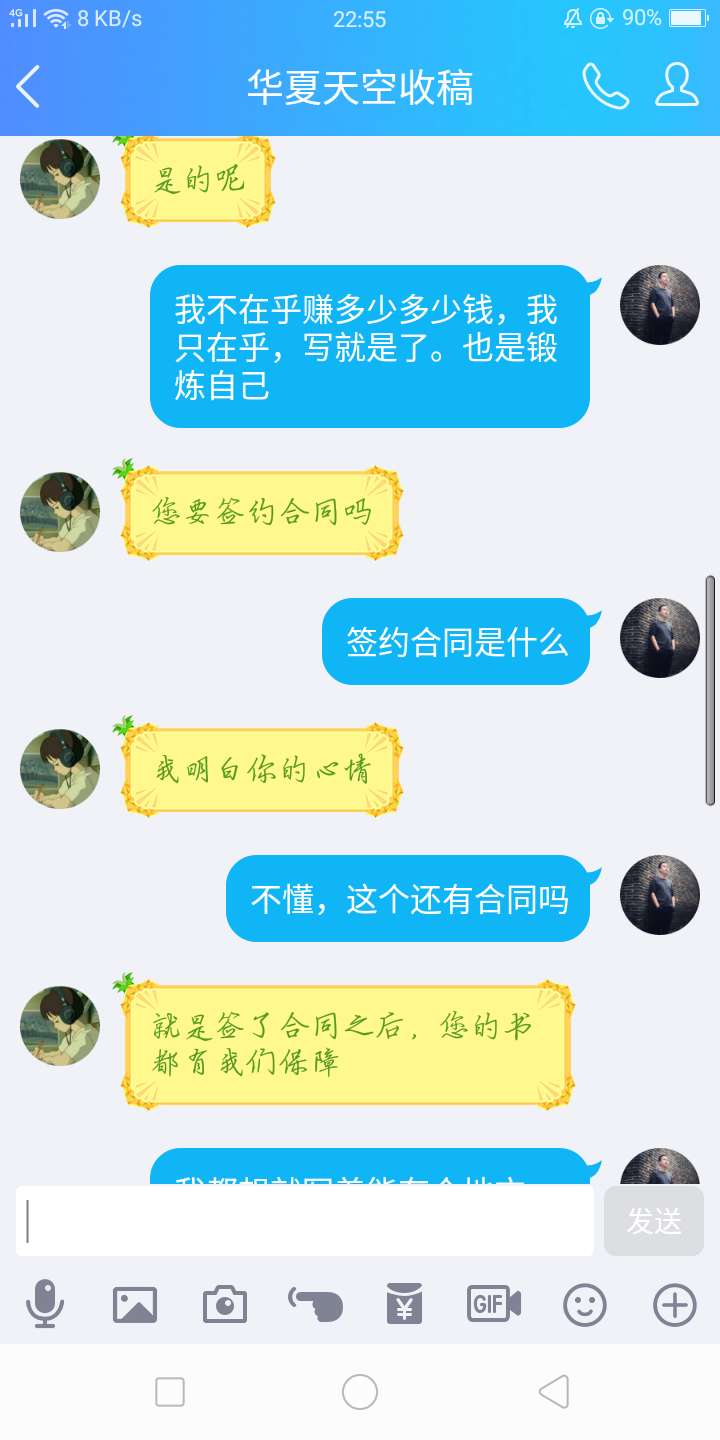 4G 8 KB/s 22:55 90%
华夏天空收稿
是的呢
我不在乎赚多少多少钱，我
只在乎，写就是了。也是锻
炼自己
您要签约合同吗
签约合同是什么
我明白你的心情
不懂，这个还有合同吗
就是签了合同之后，您的书
都有我们保障
发送
GIF